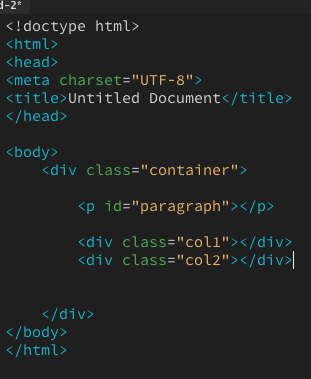 d-2*
<!doctype html>
<html>
<head>
<meta charset="UTF-8">
<title>Untitled Document</title>
</head>
<body>
<div class="container">
<p id="paragraph"></p>
<div class="col1"></div>
<div class="col2"></div>
</div>
</body>
</html>